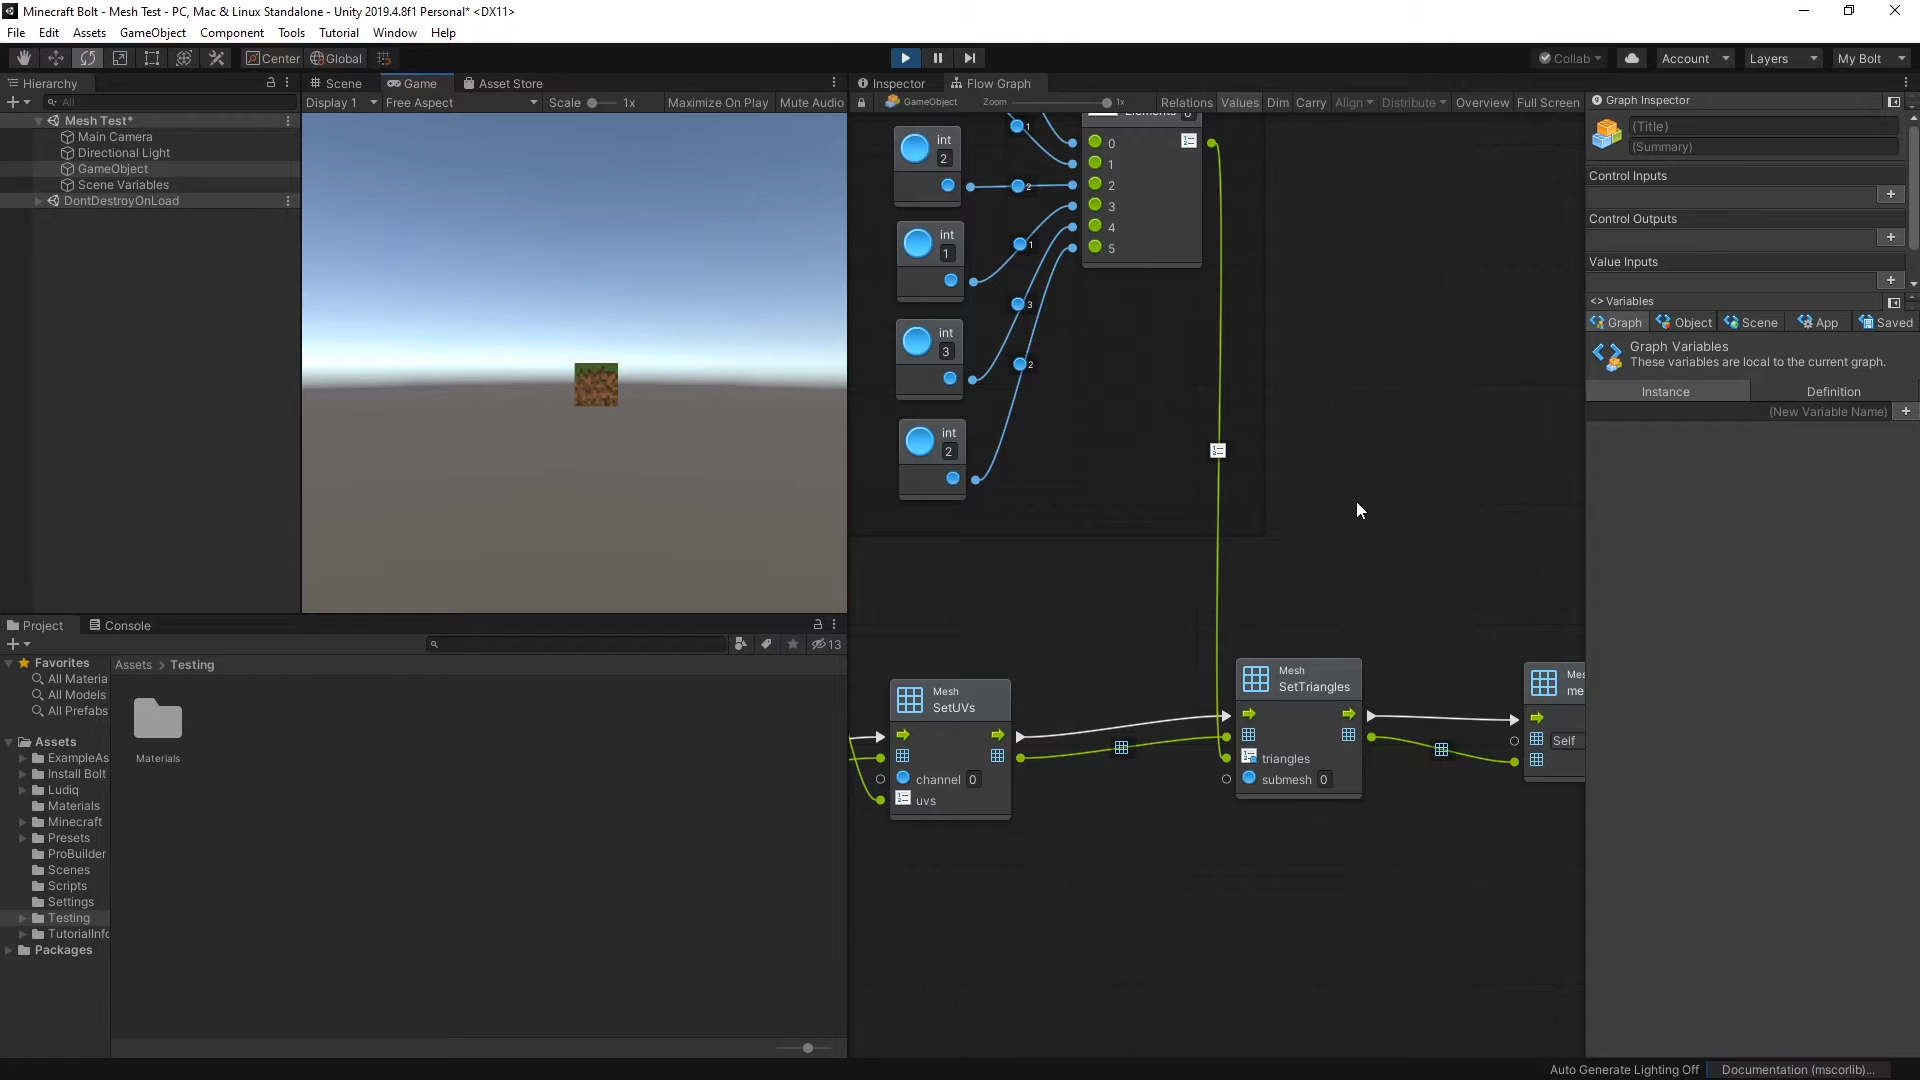 Minecraft Bolt - Mesh Test - PC, Mac & Linux Standalone - Unity 2019.4.8f1 Personal* <DX11>
File Edit Assets GameObject Component Tools Tutorial Window Help
Center Global
Collab Account Layers My Bolt
Hierarchy
All
Mesh Test*
Main Camera
Directional Light
GameObject
Scene Variables
DontDestroyOnLoad
Scene Game Asset Store
Display 1 Free Aspect Scale 1x Maximize On Play Mute Audio
Inspector Flow Graph
GameObject Zoom 1x Relations Values Dim Carry Align Distribute Overview Full Screen
int
2
int
1
int
3
int
2
1
2
1
3
2
0
1
2
3
4
5
Mesh
SetUVs
channel 0
uvs
Mesh
SetTriangles
triangles
submesh 0
Self
Graph Inspector
(Title)
(Summary)
Control Inputs
Control Outputs
Value Inputs
<> Variables
Graph Object Scene App Saved
Graph Variables
These variables are local to the current graph.
Instance Definition
(New Variable Name)
Project Console
13
Favorites
All Materia
All Models
All Prefabs
Assets
ExampleAs
Install Bolt
Ludiq
Materials
Minecraft
Presets
ProBuilder
Scenes
Scripts
Settings
Testing
TutorialInfo
Packages
Assets > Testing
Materials
Auto Generate Lighting Off Documentation (mscorlib)...